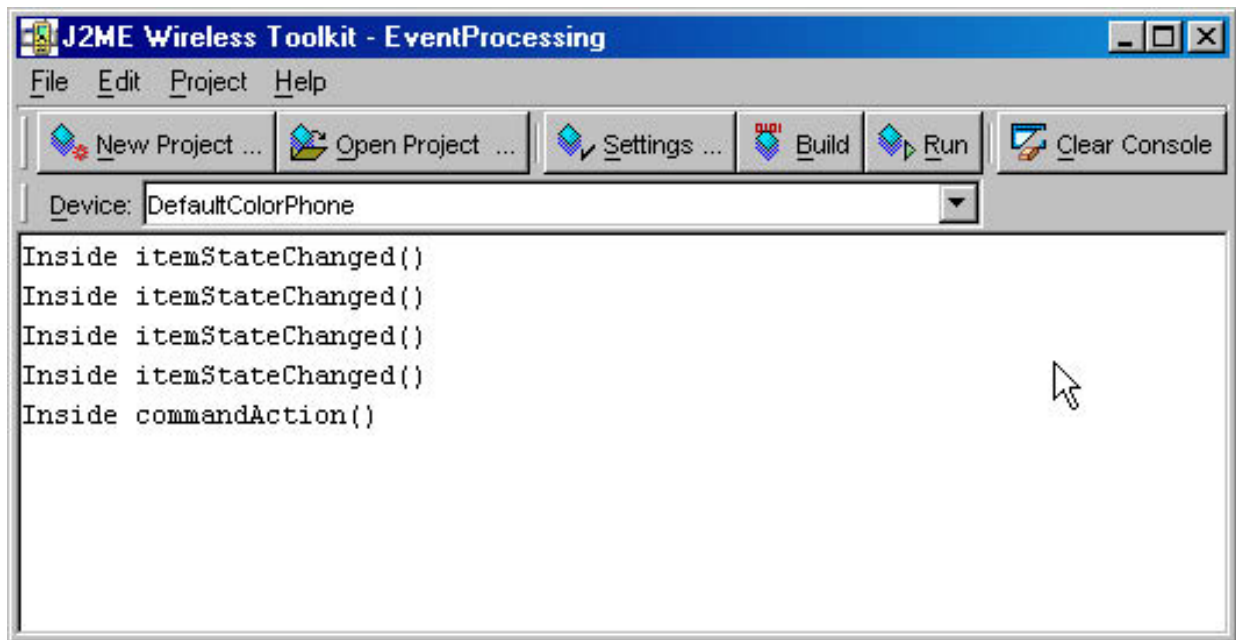 J2ME Wireless Toolkit - EventProcessing
File Edit Project Help
New Project ... Open Project ... Settings ... Build Run Clear Console
Device: DefaultColorPhone
Inside itemStateChanged()
Inside itemStateChanged()
Inside itemStateChanged()
Inside itemStateChanged()
Inside commandAction()